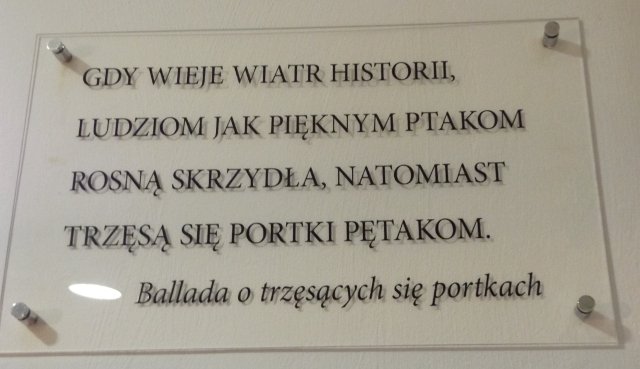 GDY WIEJE WIATR HISTORII,
LUDZIOM JAK PIĘKNYM PTAKOM
ROSNĄ SKRZYDŁA, NATOMIAST
TRZĘSĄ SIĘ PORTKI PĘTAKOM.
Ballada o trzęsących się portkach